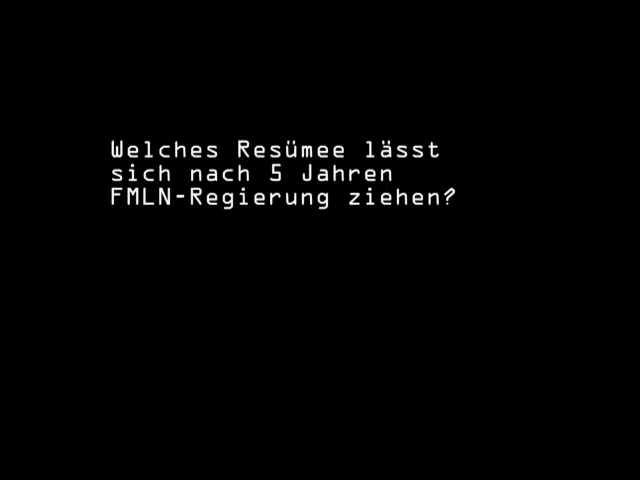 Welches Resümee lässt
sich nach 5 Jahren
FMLN-Regierung ziehen?